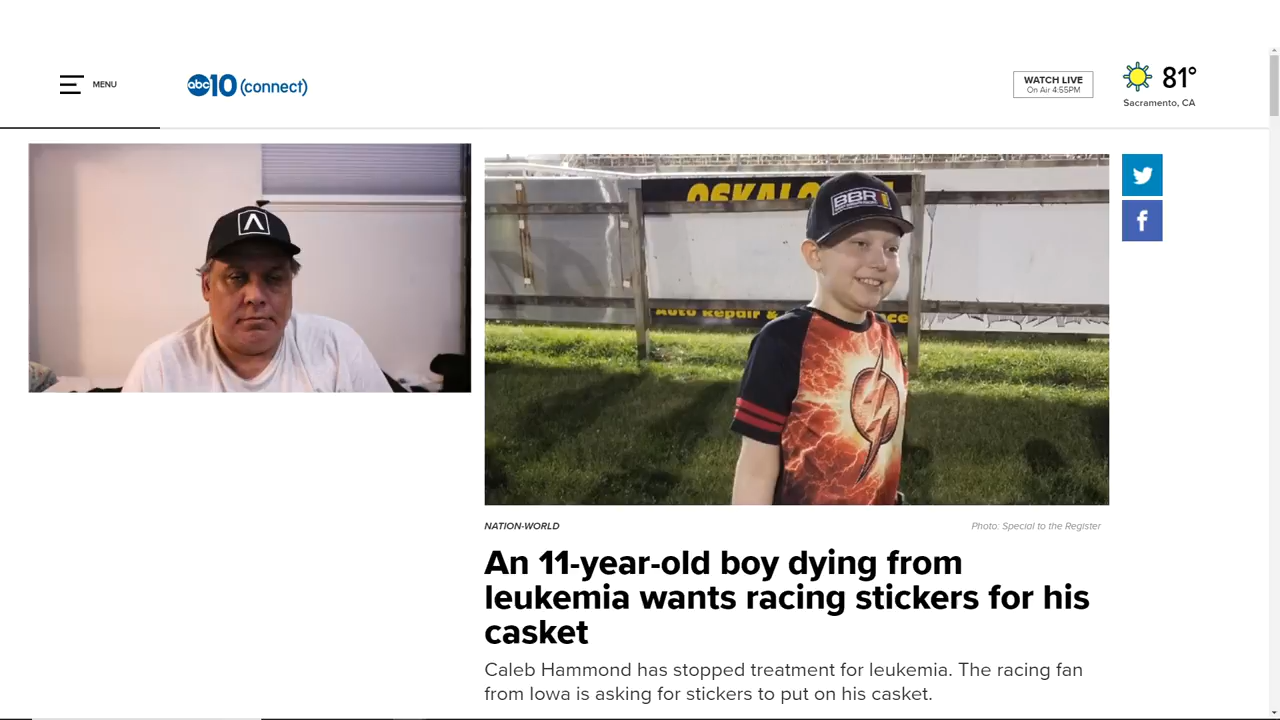 MENU
abc10 (connect)
WATCH LIVE
On Air 4:55PM
81°
Sacramento, CA
BBR
Auto Repair &
NATION-WORLD
Photo: Special to the Register
An 11-year-old boy dying from
leukemia wants racing stickers for his
casket
Caleb Hammond has stopped treatment for leukemia. The racing fan
from Iowa is asking for stickers to put on his casket.